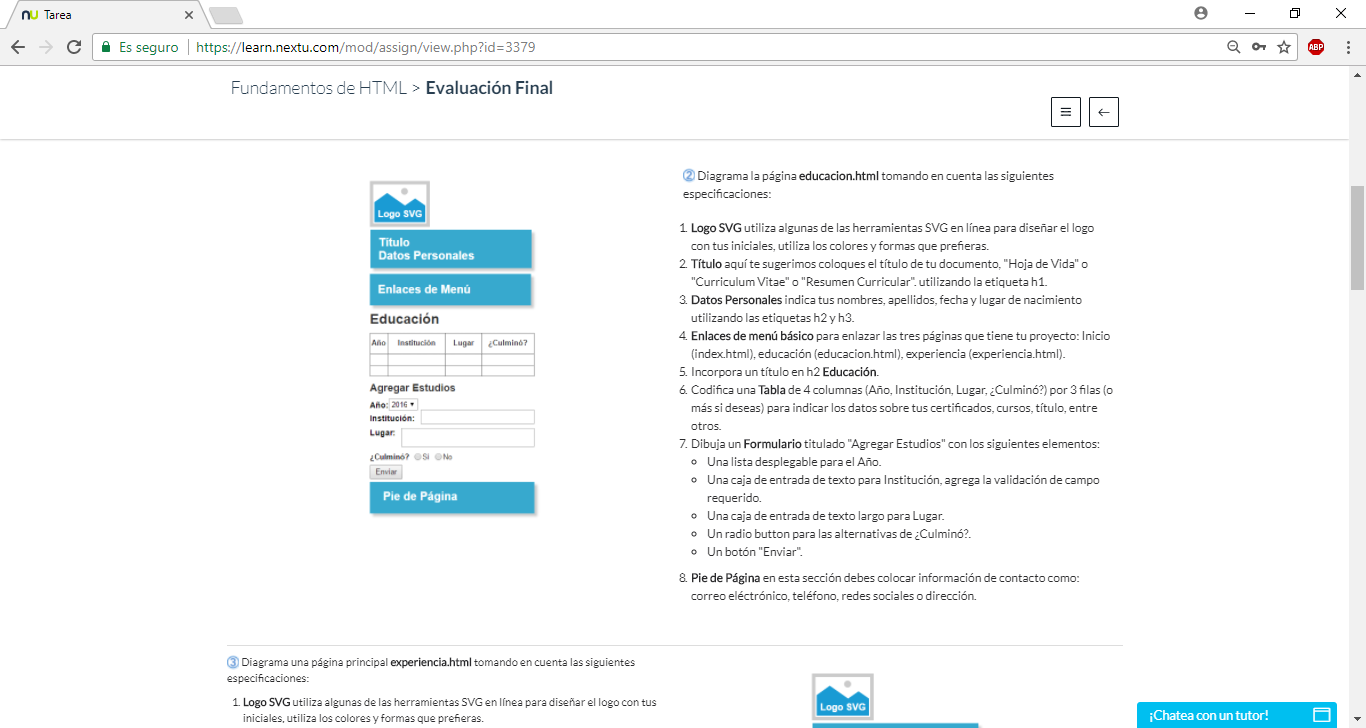 nu Tarea
Es seguro | https://learn.nextu.com/mod/assign/view.php?id=3379
ABP
Fundamentos de HTML > Evaluación Final
Logo SVG
Título
Datos Personales
Enlaces de Menú
Educación
Año Institución Lugar ¿Culminó?
Agregar Estudios
Año: 2016
Institución:
Lugar:
¿Culminó? Si No
Enviar
Pie de Página
2 Diagrama la página educacion.html tomando en cuenta las siguientes
especificaciones:
1. Logo SVG utiliza algunas de las herramientas SVG en línea para diseñar el logo
con tus iniciales, utiliza los colores y formas que prefieras.
2. Título aquí te sugerimos coloques el título de tu documento, "Hoja de Vida" o
"Curriculum Vitae" o "Resumen Curricular". utilizando la etiqueta h1.
3. Datos Personales indica tus nombres, apellidos, fecha y lugar de nacimiento
utilizando las etiquetas h2 y h3.
4. Enlaces de menú básico para enlazar las tres páginas que tiene tu proyecto: Inicio
(index.html), educación (educacion.html), experiencia (experiencia.html).
5. Incorpora un título en h2 Educación.
6. Codifica una Tabla de 4 columnas (Año, Institución, Lugar, ¿Culminó?) por 3 filas (o
más si deseas) para indicar los datos sobre tus certificados, cursos, título, entre
otros.
7. Dibuja un Formulario titulado "Agregar Estudios" con los siguientes elementos:
Una lista desplegable para el Año.
Una caja de entrada de texto para Institución, agrega la validación de campo
requerido.
Una caja de entrada de texto largo para Lugar.
Un radio button para las alternativas de ¿Culminó?.
Un botón "Enviar".
8. Pie de Página en esta sección debes colocar información de contacto como:
correo eléctrónico, teléfono, redes sociales o dirección.
3 Diagrama una página principal experiencia.html tomando en cuenta las siguientes
especificaciones:
1. Logo SVG utiliza algunas de las herramientas SVG en línea para diseñar el logo con tus
iniciales, utiliza los colores y formas que prefieras.
Logo SVG
¡Chatea con un tutor!